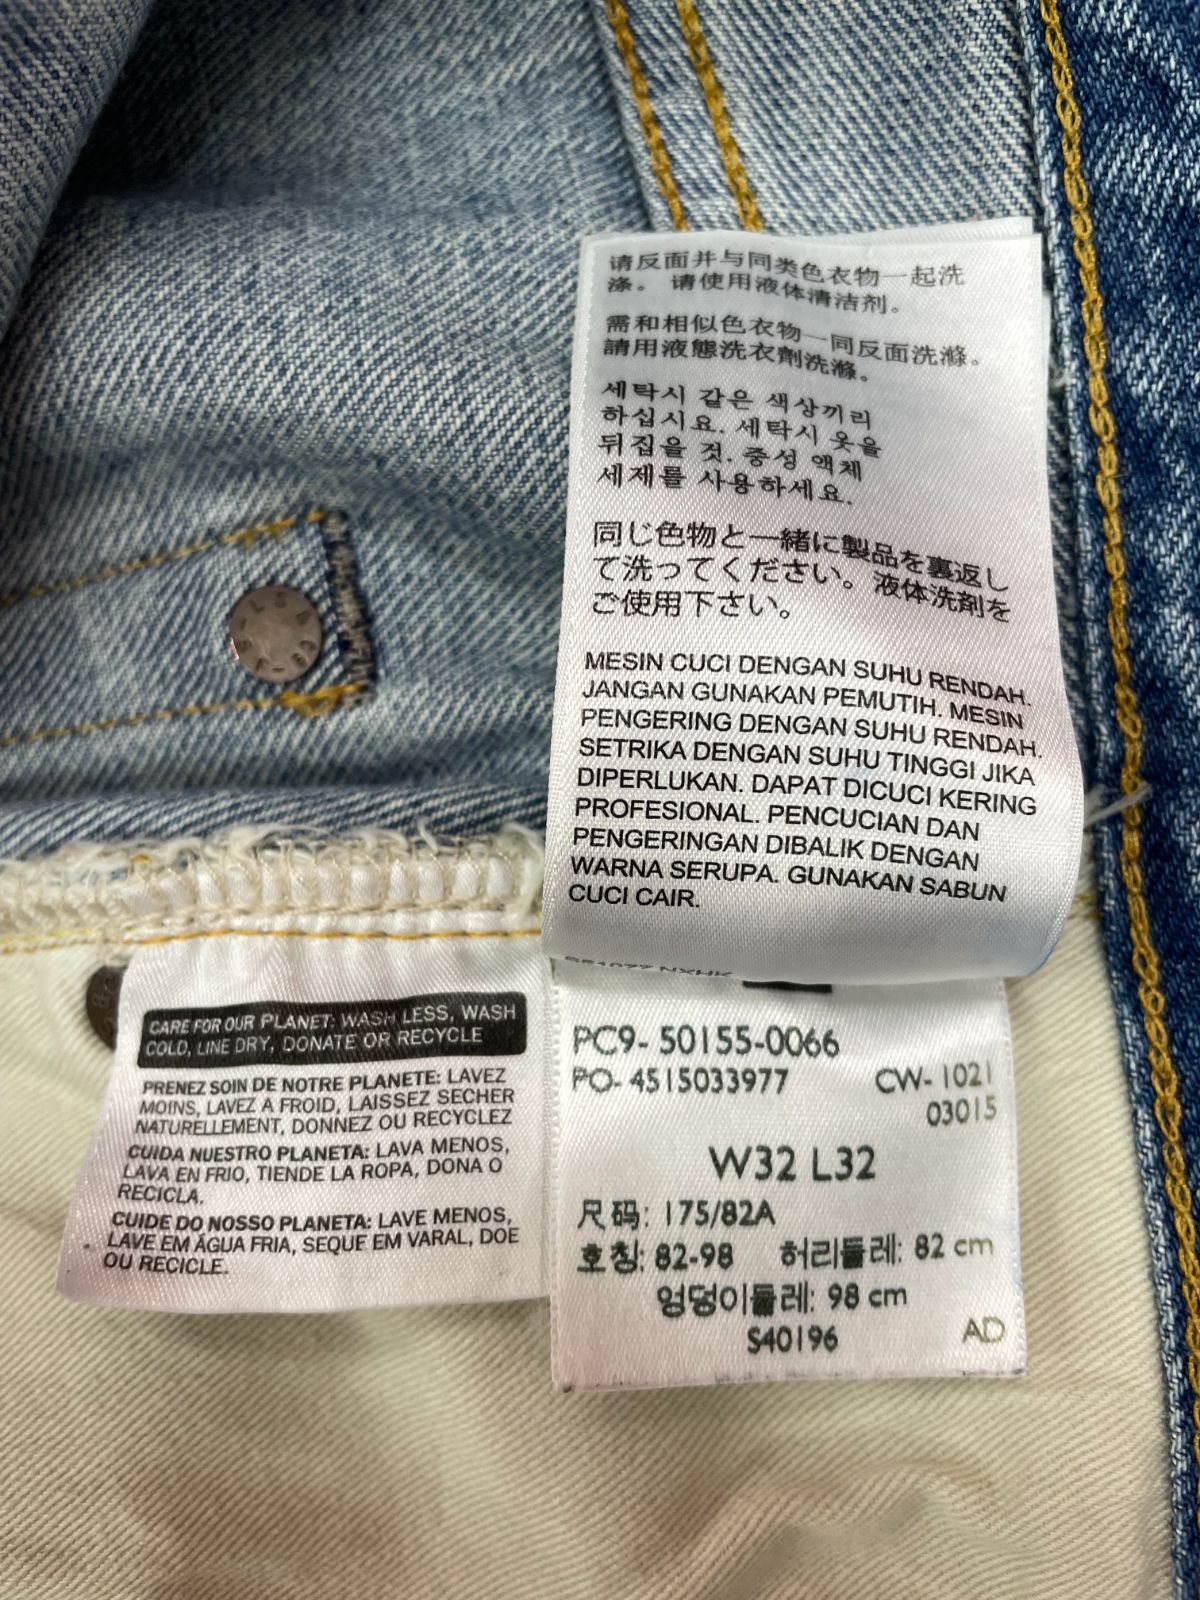 请反面并与同类色衣物一起洗
涤。 请使用液体清洁剂。
需和相似色衣物一同反面洗滌。
請用液態洗衣劑洗滌。
세탁시 같은 색상끼리
하십시요. 세탁시 옷을
뒤집을 것. 중성 액체
세제를 사용하세요.
同じ色物と一緒に製品を裏返し
て洗ってください。液体洗剤を
ご使用下さい。
MESIN CUCI DENGAN SUHU RENDAH.
JANGAN GUNAKAN PEMUTIH. MESIN
PENGERING DENGAN SUHU RENDAH.
SETRIKA DENGAN SUHU TINGGI JIKA
DIPERLUKAN. DAPAT DICUCI KERING
PROFESIONAL. PENCUCIAN DAN
PENGERINGAN DIBALIK DENGAN
WARNA SERUPA. GUNAKAN SABUN
CUCI CAIR.
CARE FOR OUR PLANET: WASH LESS, WASH
COLD, LINE DRY, DONATE OR RECYCLE
PRENEZ SOIN DE NOTRE PLANETE: LAVEZ
MOINS, LAVEZ A FROID, LAISSEZ SECHER
NATURELLEMENT, DONNEZ OU RECYCLEZ
CUIDA NUESTRO PLANETA: LAVA MENOS,
LAVA EN FRIO, TIENDE LA ROPA, DONA O
RECICLA.
CUIDE DO NOSSO PLANETA: LAVE MENOS,
LAVE EM ÁGUA FRIA, SEQUE EM VARAL, DOE
OU RECICLE.
PC9- 50155-0066
PO- 4515033977 CW- 1021
03015
W32 L32
尺码: 175/82A
호칭: 82-98 허리둘레: 82 cm
엉덩이둘레: 98 cm
S40196 AD